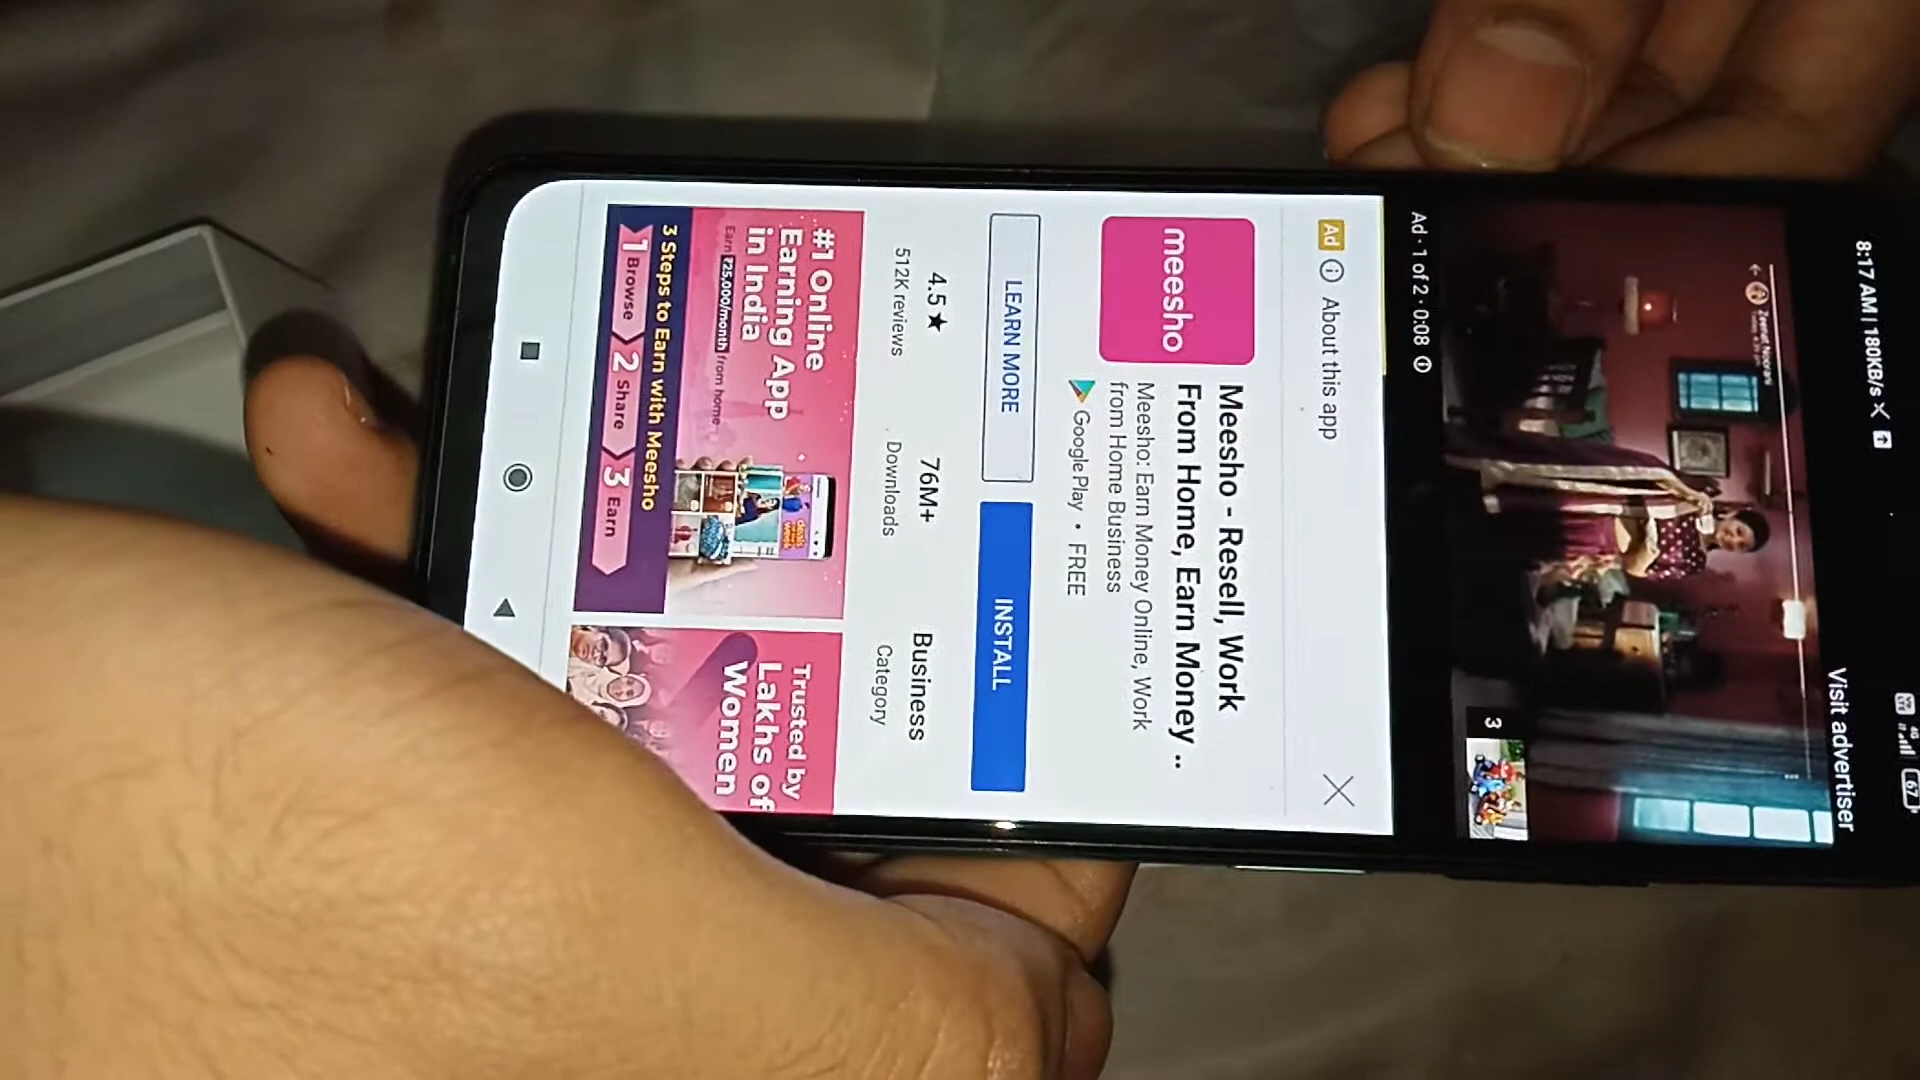 8:17 AM | 180KB/s
4G
67
Visit advertiser
Zeenat Noorani
3
Ad · 1 of 2 · 0:08
Ad
About this app
meesho
Meesho - Resell, Work
From Home, Earn Money ..
Meesho: Earn Money Online, Work
from Home Business
Google Play • FREE
LEARN MORE
INSTALL
4.5★
512K reviews
76M+
Downloads
Business
Category
#1 Online
Earning App
in India
Earn ₹25,000/month from home
3 Steps to Earn with Meesho
1 Browse
2 Share
3 Earn
Trusted by
Lakhs of
Women